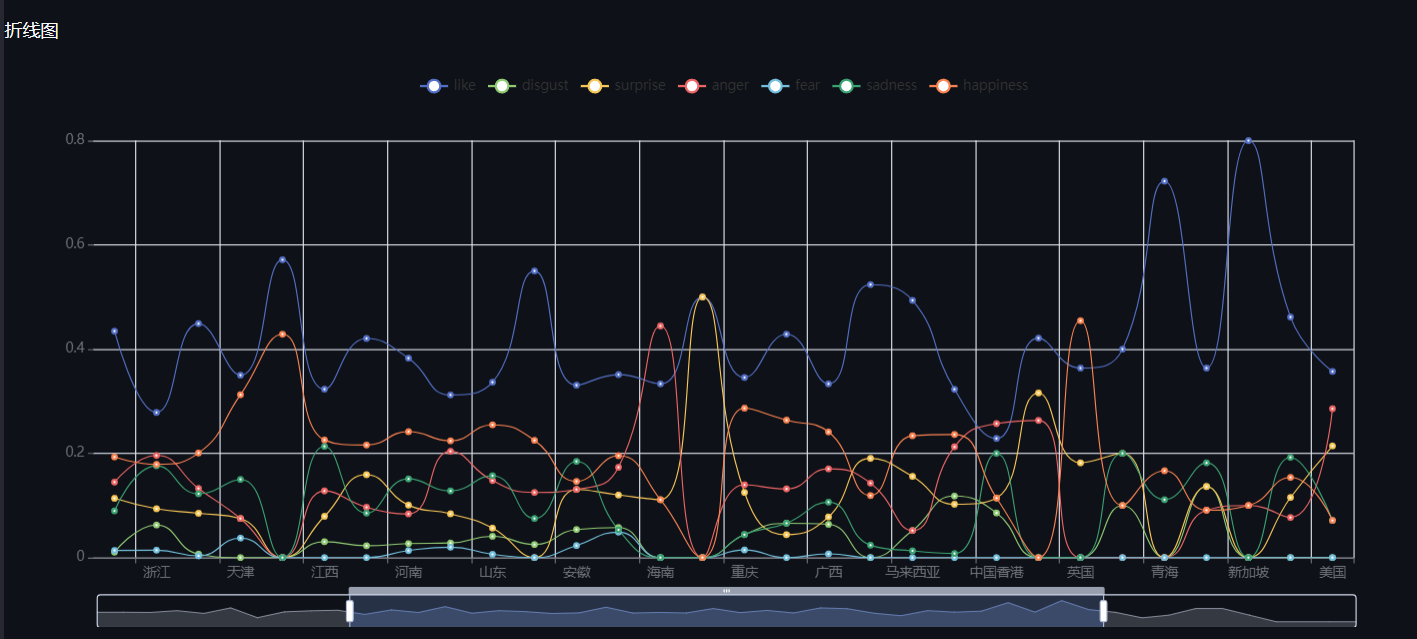 折线图
like disgust surprise anger fear sadness happiness
0.8
0.6
0.4
0.2
0
浙江 天津 江西 河南 山东 安徽 海南 重庆 广西 马来西亚 中国香港 英国 青海 新加坡 美国